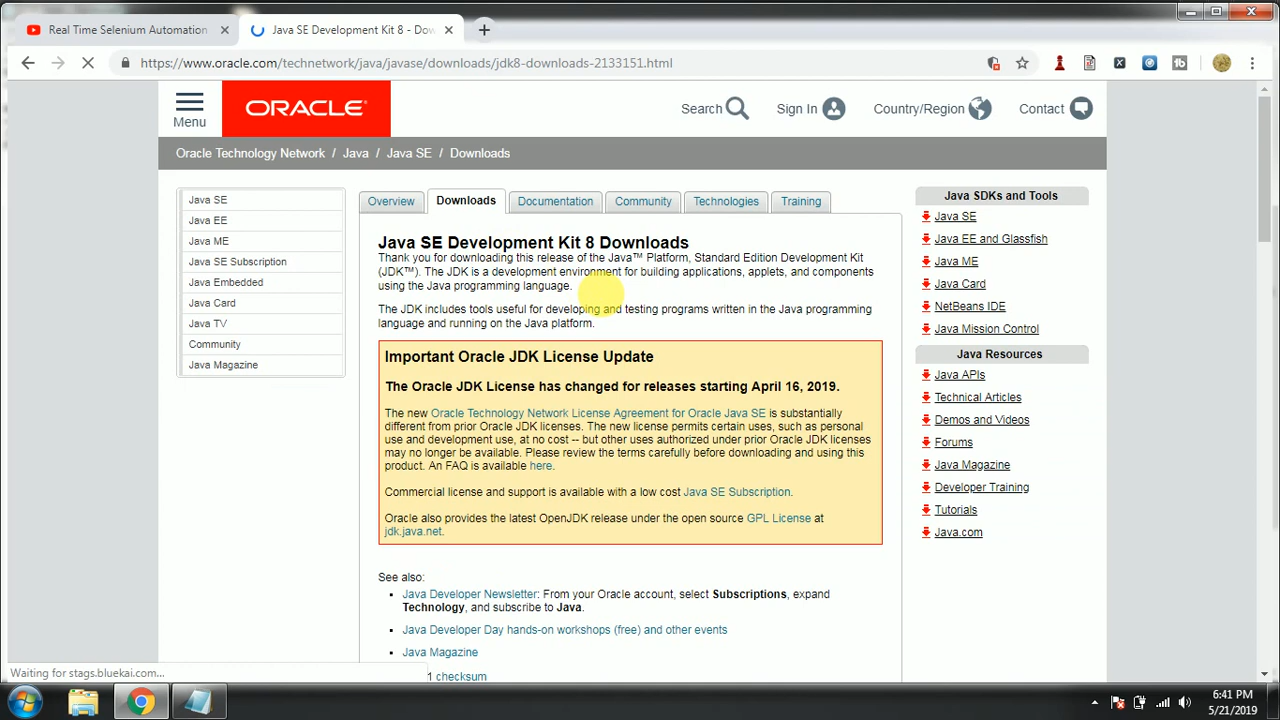 Real Time Selenium Automation
Java SE Development Kit 8 - Dow
https://www.oracle.com/technetwork/java/javase/downloads/jdk8-downloads-2133151.html
Menu
ORACLE
Search
Sign In
Country/Region
Contact
Oracle Technology Network / Java / Java SE / Downloads
Java SE
Java EE
Java ME
Java SE Subscription
Java Embedded
Java Card
Java TV
Community
Java Magazine
Overview
Downloads
Documentation
Community
Technologies
Training
Java SE Development Kit 8 Downloads
Thank you for downloading this release of the Java™ Platform, Standard Edition Development Kit
(JDK™). The JDK is a development environment for building applications, applets, and components
using the Java programming language.
The JDK includes tools useful for developing and testing programs written in the Java programming
language and running on the Java platform.
Important Oracle JDK License Update
The Oracle JDK License has changed for releases starting April 16, 2019.
The new Oracle Technology Network License Agreement for Oracle Java SE is substantially
different from prior Oracle JDK licenses. The new license permits certain uses, such as personal
use and development use, at no cost -- but other uses authorized under prior Oracle JDK licenses
may no longer be available. Please review the terms carefully before downloading and using this
product. An FAQ is available here.
Commercial license and support is available with a low cost Java SE Subscription.
Oracle also provides the latest OpenJDK release under the open source GPL License at
jdk.java.net.
See also:
Java Developer Newsletter: From your Oracle account, select Subscriptions, expand
Technology, and subscribe to Java.
Java Developer Day hands-on workshops (free) and other events
Java Magazine
1 checksum
Java SDKs and Tools
Java SE
Java EE and Glassfish
Java ME
Java Card
NetBeans IDE
Java Mission Control
Java Resources
Java APIs
Technical Articles
Demos and Videos
Forums
Java Magazine
Developer Training
Tutorials
Java.com
Waiting for stags.bluekai.com...
6:41 PM
5/21/2019